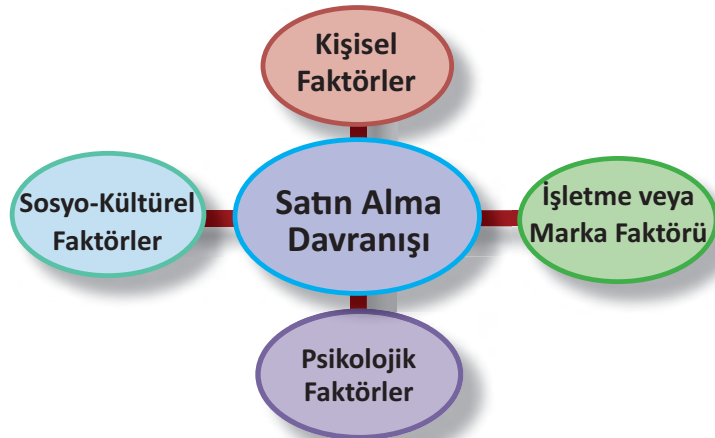 Kişisel
Faktörler
Sosyo-Kültürel
Faktörler
Satın Alma
Davranışı
İşletme veya
Marka Faktörü
Psikolojik
Faktörler